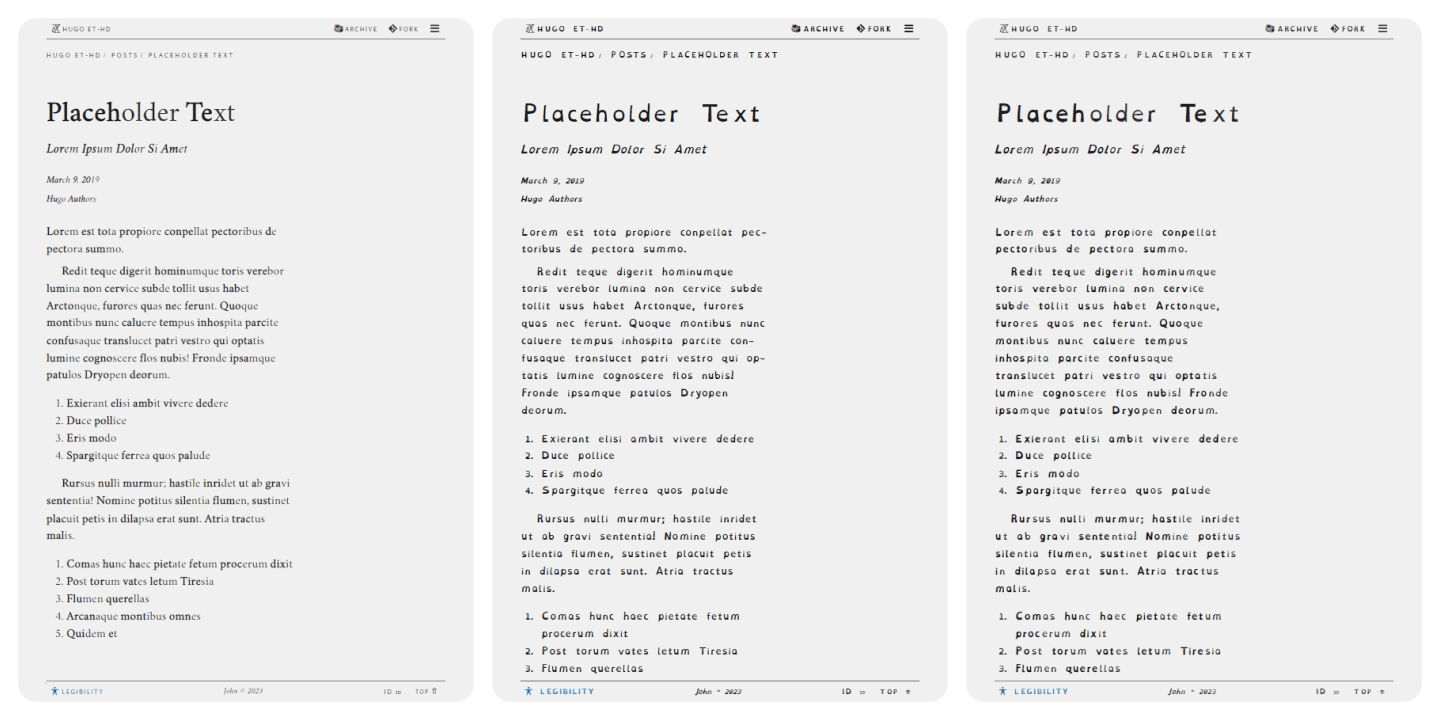 HUGO ET-HD ARCHIVE FORK
HUGO ET-HD / POSTS / PLACEHOLDER TEXT
Placeholder Text
Lorem Ipsum Dolor Si Amet
March 9, 2019
Hugo Authors
Lorem est tota propiore conpellat pectoribus de
pectora summo.
Redit teque digerit hominumque toris verebor
lumina non cervice subde tollit usus habet
Arctonque, furores quas nec ferunt. Quoque
montibus nunc caluere tempus inhospita parcite
confusaque translucet patri vestro qui optatis
lumine cognoscere flos nubis! Fronde ipsamque
patulos Dryopen deorum.
1. Exierant elisi ambit vivere dedere
2. Duce pollice
3. Eris modo
4. Spargitque ferrea quos palude
Rursus nulli murmur; hastile inridet ut ab gravi
sententia! Nomine potitus silentia flumen, sustinet
placuit petis in dilapsa erat sunt. Atria tractus
malis.
1. Comas hunc haec pietate fetum procerum dixit
2. Post torum vates letum Tiresia
3. Flumen querellas
4. Arcanaque montibus omnes
5. Quidem et
LEGIBILITY John © 2023 ID TOP ⇧
HUGO ET-HD ARCHIVE FORK
HUGO ET-HD / POSTS / PLACEHOLDER TEXT
Placeholder Text
Lorem Ipsum Dolor Si Amet
March 9, 2019
Hugo Authors
Lorem est tota propiore conpellat pec-
toribus de pectora summo.
Redit teque digerit hominumque
toris verebor lumina non cervice subde
tollit usus habet Arctonque, furores
quas nec ferunt. Quoque montibus nunc
caluere tempus inhospita parcite con-
fusaque translucet patri vestro qui op-
tatis lumine cognoscere flos nubis!
Fronde ipsamque patulos Dryopen
deorum.
1. Exierant elisi ambit vivere dedere
2. Duce pollice
3. Eris modo
4. Spargitque ferrea quos palude
Rursus nulli murmur; hastile inridet
ut ab gravi sententia! Nomine potitus
silentia flumen, sustinet placuit petis
in dilapsa erat sunt. Atria tractus
malis.
1. Comas hunc haec pietate fetum
procerum dixit
2. Post torum vates letum Tiresia
3. Flumen querellas
LEGIBILITY John 2023 ID TOP
HUGO ET-HD ARCHIVE FORK
HUGO ET-HD / POSTS / PLACEHOLDER TEXT
Placeholder Text
Lorem Ipsum Dolor Si Amet
March 9, 2019
Hugo Authors
Lorem est tota propiore conpellat
pectoribus de pectora summo.
Redit teque digerit hominumque
toris verebor lumina non cervice
subde tollit usus habet Arctonque,
furores quas nec ferunt. Quoque
montibus nunc caluere tempus
inhospita parcite confusaque
translucet patri vestro qui optatis
lumine cognoscere flos nubis! Fronde
ipsamque patulos Dryopen deorum.
1. Exierant elisi ambit vivere dedere
2. Duce pollice
3. Eris modo
4. Spargitque ferrea quos palude
Rursus nulli murmur; hastile inridet
ut ab gravi sententia! Nomine potitus
silentia flumen, sustinet placuit petis
in dilapsa erat sunt. Atria tractus
malis.
1. Comas hunc haec pietate fetum
procerum dixit
2. Post torum vates letum Tiresia
3. Flumen querellas
LEGIBILITY John 2023 ID TOP